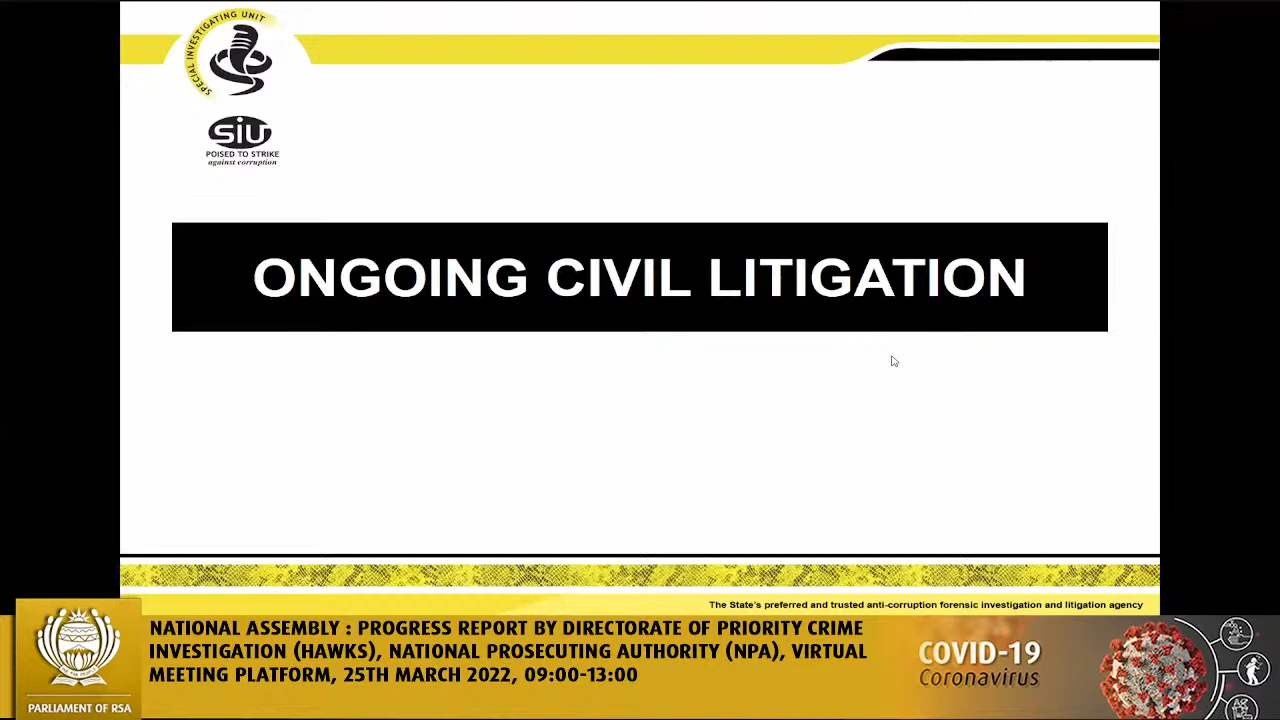 SPECIAL INVESTIGATING UNIT
SIU
POISED TO STRIKE
against corruption
ONGOING CIVIL LITIGATION
The State's preferred and trusted anti-corruption forensic investigation and litigation agency
NATIONAL ASSEMBLY : PROGRESS REPORT BY DIRECTORATE OF PRIORITY CRIME
INVESTIGATION (HAWKS), NATIONAL PROSECUTING AUTHORITY (NPA), VIRTUAL
MEETING PLATFORM, 25TH MARCH 2022, 09:00-13:00
PARLIAMENT OF RSA
COVID-19
Coronavirus